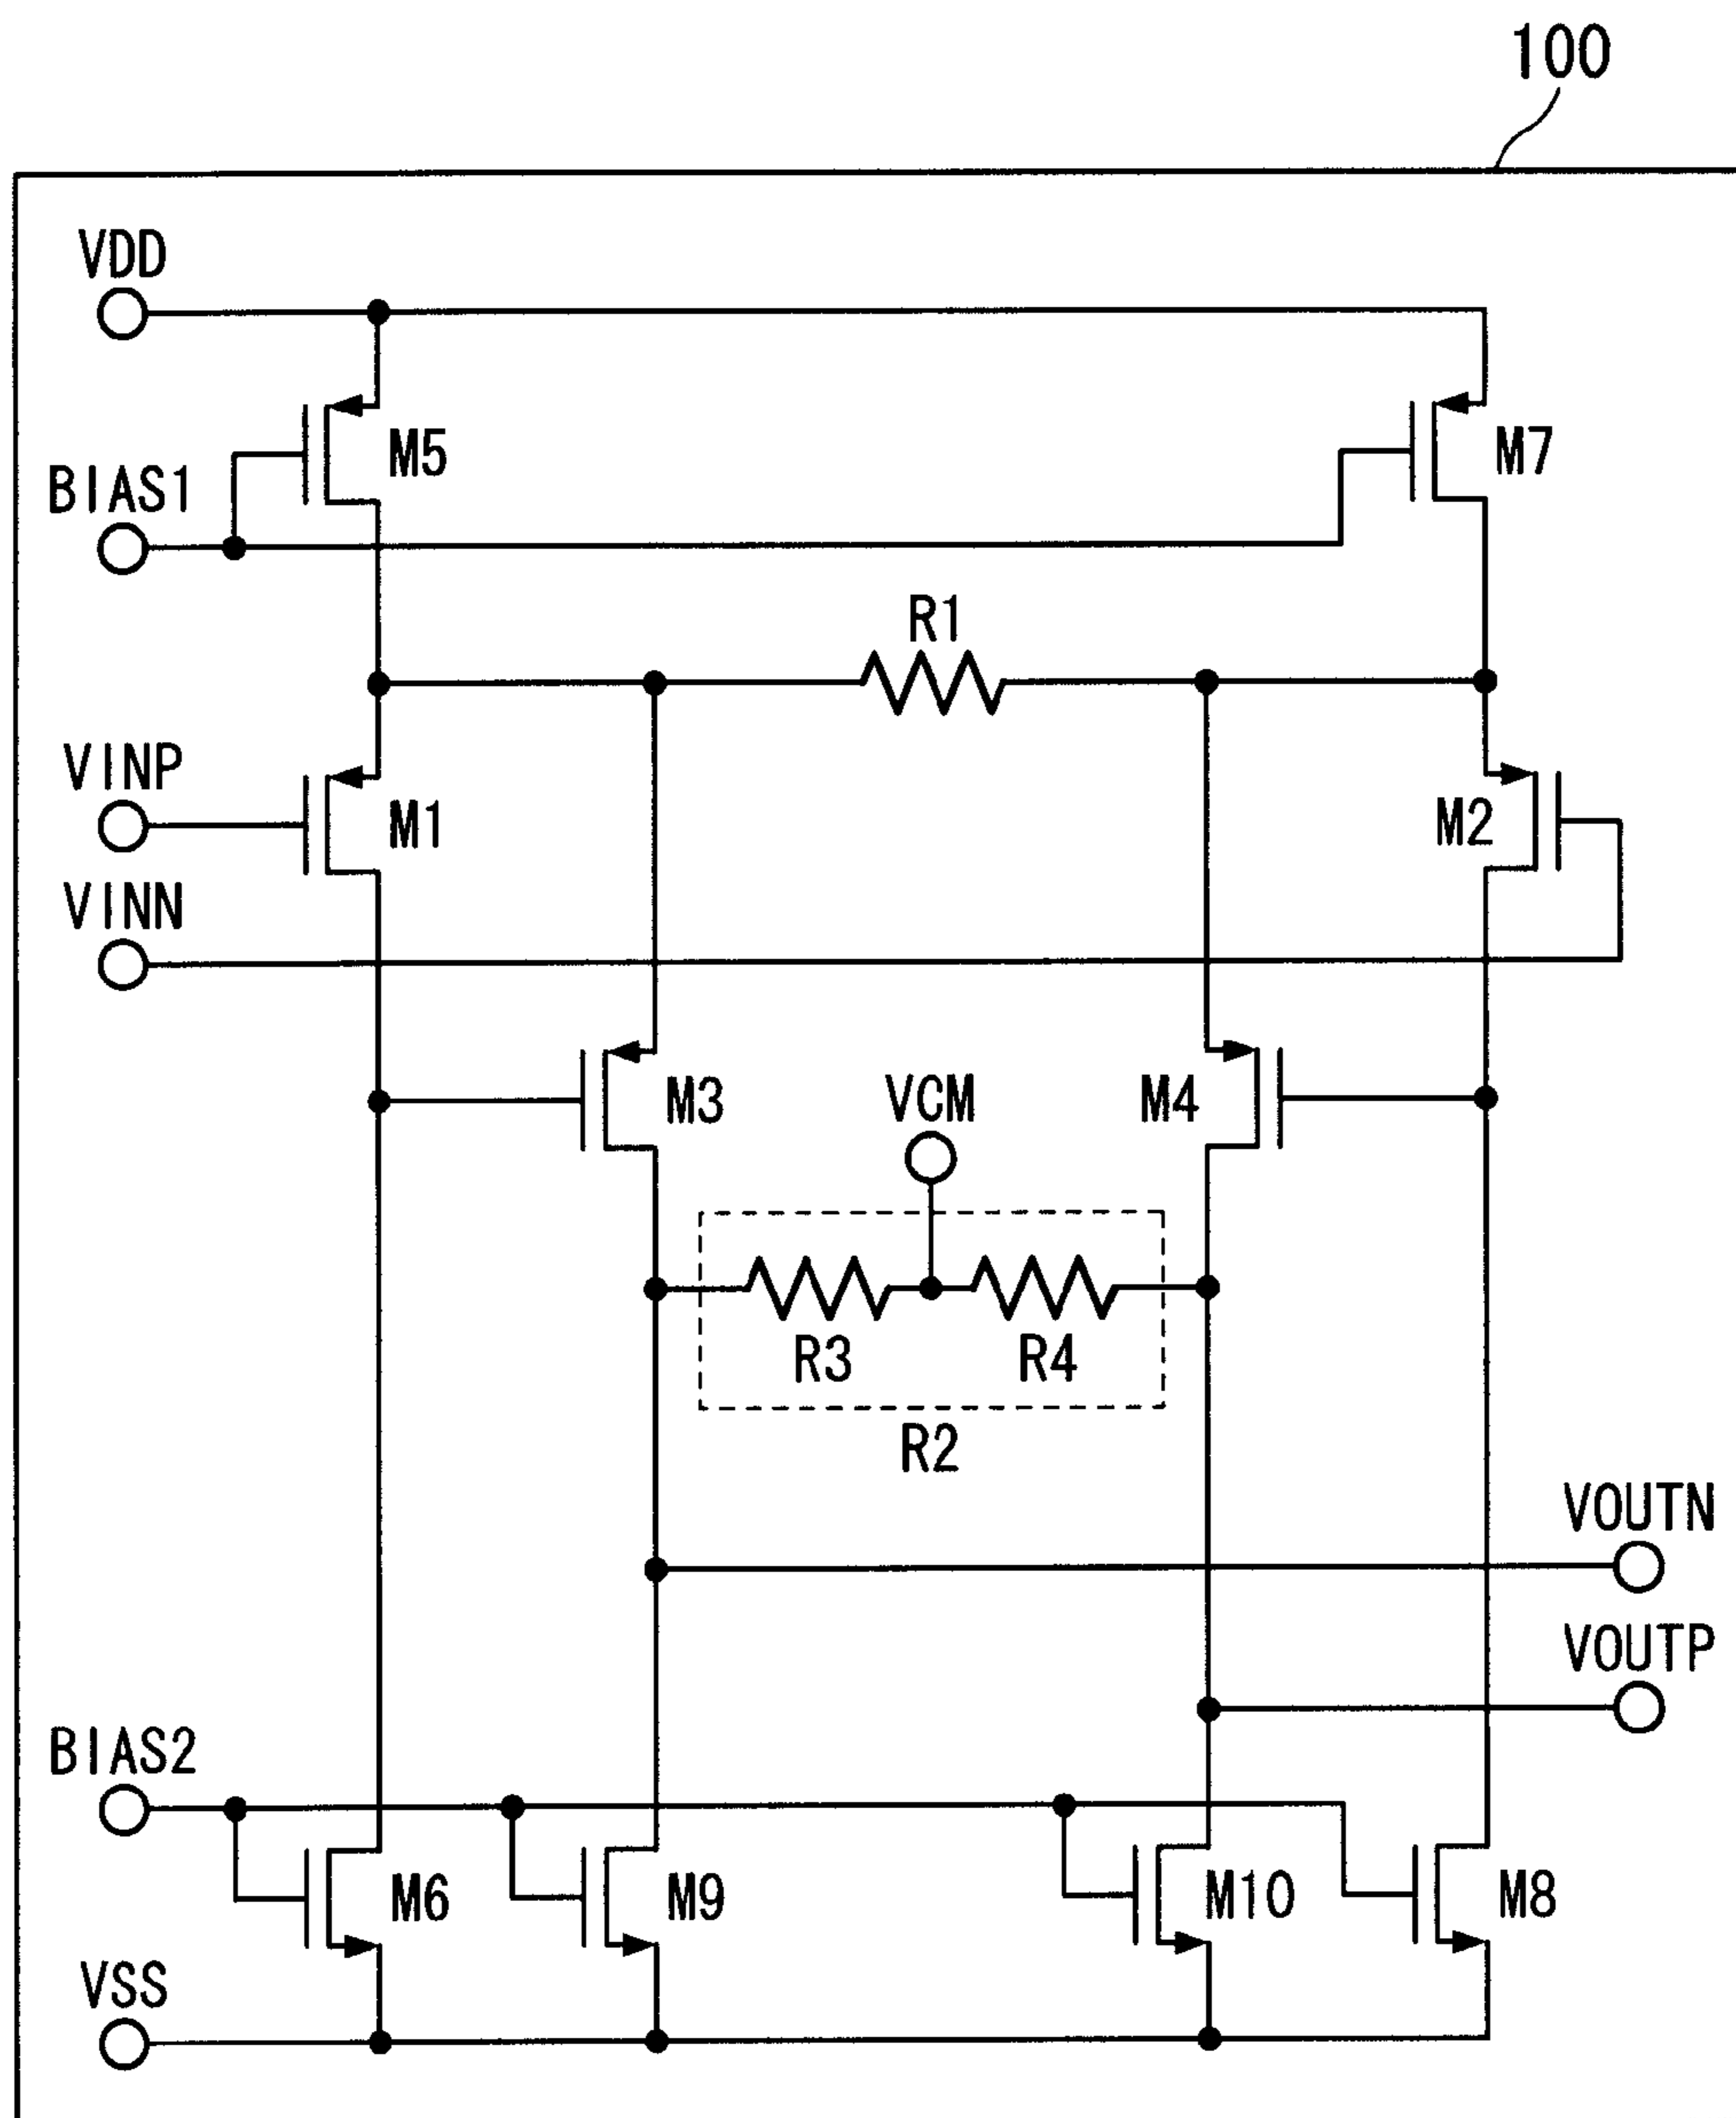 100
VDD
M5
M7
BIAS1
R1
VINP
M1
M2
VINN
M3
VCM
M4
R3
R4
R2
VOUTN
VOUTP
BIAS2
M6
M9
M10
M8
VSS